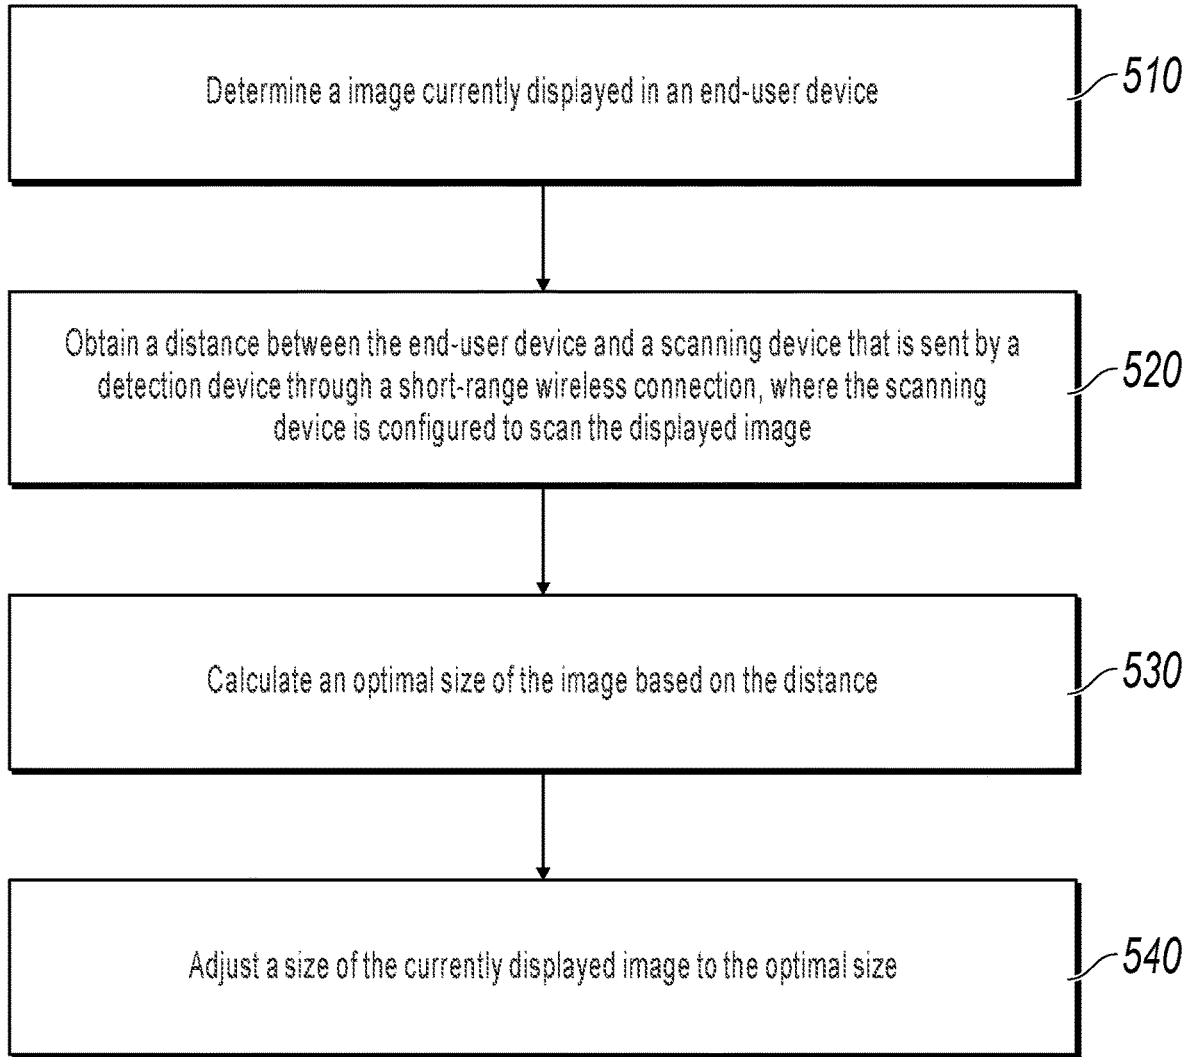 Determine a image currently displayed in an end-user device
510
Obtain a distance between the end-user device and a scanning device that is sent by a
detection device through a short-range wireless connection, where the scanning
device is configured to scan the displayed image
520
Calculate an optimal size of the image based on the distance
530
Adjust a size of the currently displayed image to the optimal size
540